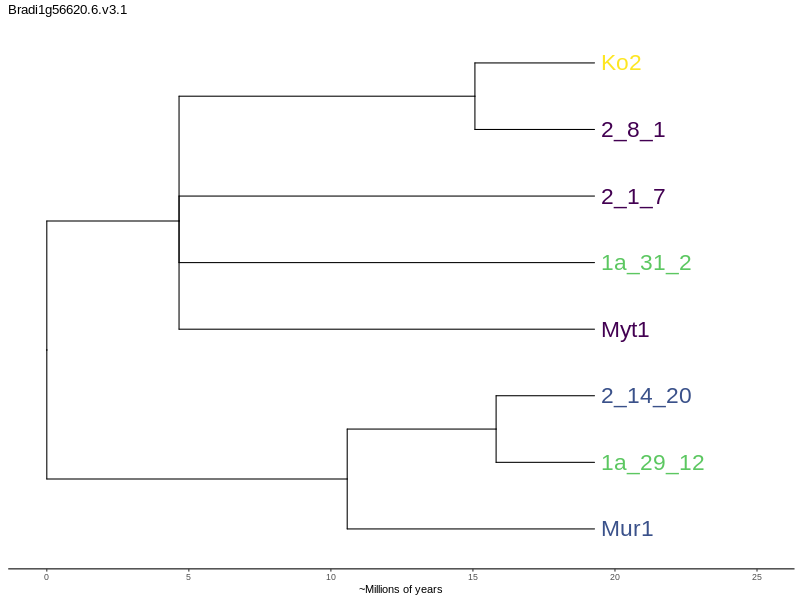 Bradi1g56620.6.v3.1
Ko2
2_8_1
2_1_7
1a_31_2
Myt1
2_14_20
1a_29_12
Mur1
0 5 10 15 20 25
~Millions of years